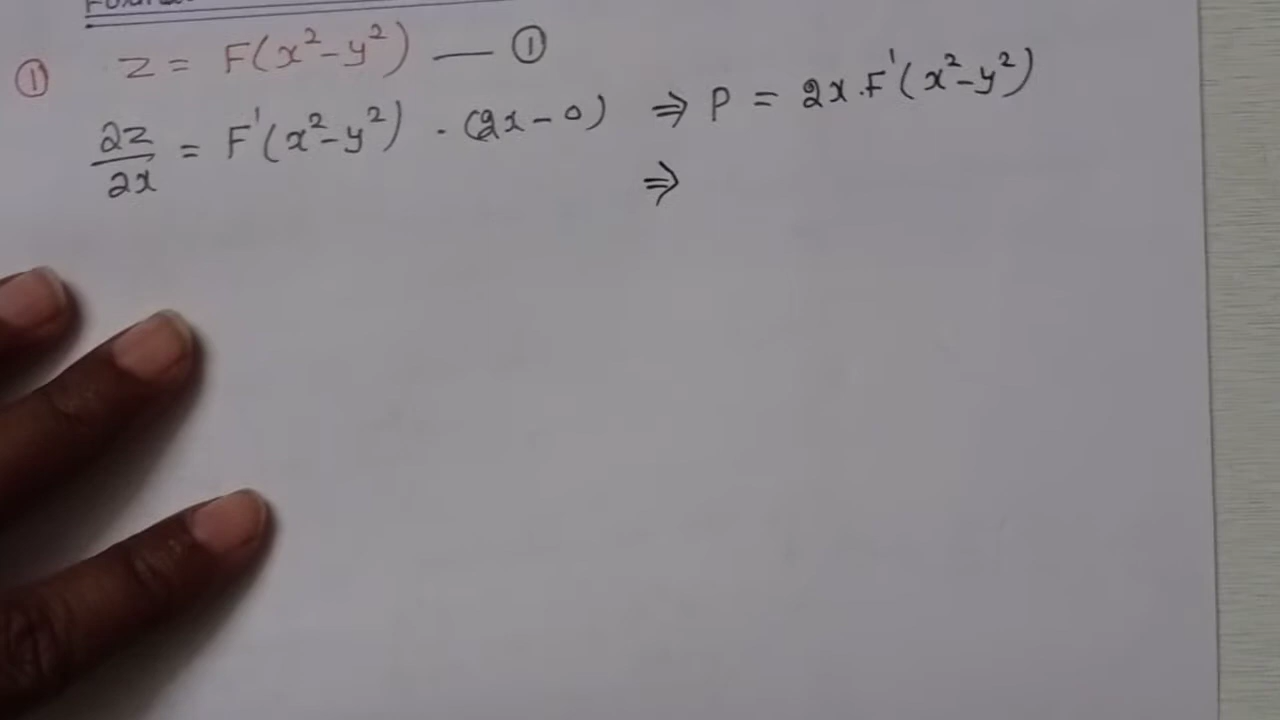 ① z = F(x²-y²) — ①
∂z/∂x = F'(x²-y²) · (2x-0) ⇒ P = 2x.F'(x²-y²)
⇒